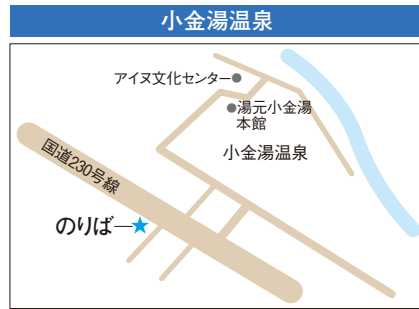 小金湯温泉
アイヌ文化センター
湯元小金湯
本館
小金湯温泉
国道230号線
のりば